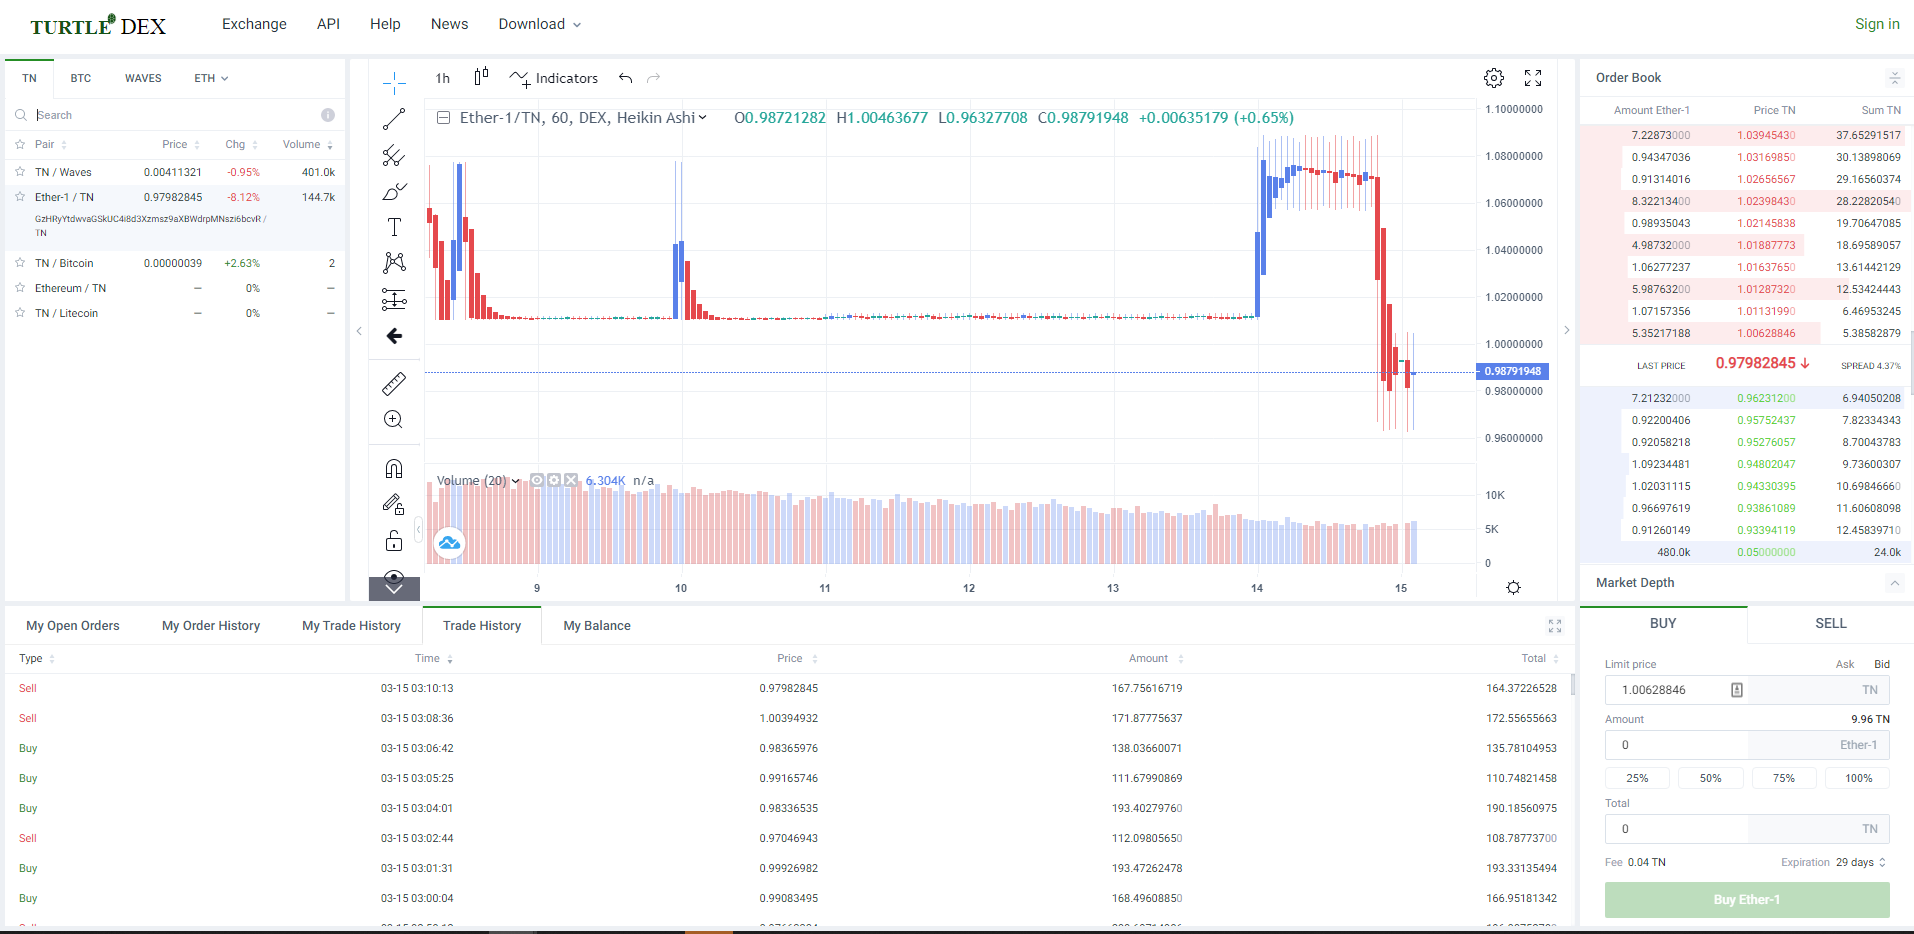 TURTLE DEX
Exchange API Help News Download
Sign in
TN BTC WAVES ETH
Search
Pair Price Chg Volume
TN / Waves 0.00411321 -0.95% 401.0k
Ether-1 / TN 0.97982845 -8.12% 144.7k
GzHRyYtdwvaGSkUC4i8d3Xzmsz9aXBWdrpMNszi6bcvR /
TN
TN / Bitcoin 0.00000039 +2.63% 2
Ethereum / TN – 0% –
TN / Litecoin – 0% –
1h Indicators
Ether-1/TN, 60, DEX, Heikin Ashi O0.98721282 H1.00463677 L0.96327708 C0.98791948 +0.00635179 (+0.65%)
1.10000000
1.08000000
1.06000000
1.04000000
1.02000000
1.00000000
0.98791948
0.98000000
0.96000000
Volume (20) 6.304K n/a
10K
5K
0
9 10 11 12 13 14 15
Order Book
Amount Ether-1 Price TN Sum TN
7.22873000 1.03945430 37.65291517
0.94347036 1.03169850 30.13898069
0.91314016 1.02656567 29.16560374
8.32213400 1.02398430 28.22820540
0.98935043 1.02145838 19.70647085
4.98732000 1.01887773 18.69589057
1.06277237 1.01637650 13.61442129
5.98763200 1.01287320 12.53424443
1.07157356 1.01131990 6.46953245
5.35217188 1.00628846 5.38582879
LAST PRICE 0.97982845 SPREAD 4.37%
7.21232000 0.96231200 6.94050208
0.92200406 0.95752437 7.82334343
0.92058218 0.95276057 8.70043783
1.09234481 0.94802047 9.73600307
1.02031115 0.94330395 10.69846660
0.96697619 0.93861089 11.60608098
0.91260149 0.93394119 12.45839710
480.0k 0.05000000 24.0k
Market Depth
My Open Orders My Order History My Trade History Trade History My Balance
Type Time Price Amount Total
Sell 03-15 03:10:13 0.97982845 167.75616719 164.37226528
Sell 03-15 03:08:36 1.00394932 171.87775637 172.55655663
Buy 03-15 03:06:42 0.98365976 138.03660071 135.78104953
Buy 03-15 03:05:25 0.99165746 111.67990869 110.74821458
Buy 03-15 03:04:01 0.98336535 193.40279760 190.18560975
Sell 03-15 03:02:44 0.97046943 112.09805650 108.78773700
Buy 03-15 03:01:31 0.99926982 193.47262478 193.33135494
Buy 03-15 03:00:04 0.99083495 168.49608850 166.95181342
BUY SELL
Limit price Ask Bid
1.00628846 TN
Amount 9.96 TN
0 Ether-1
25% 50% 75% 100%
Total
0 TN
Fee 0.04 TN Expiration 29 days
Buy Ether-1